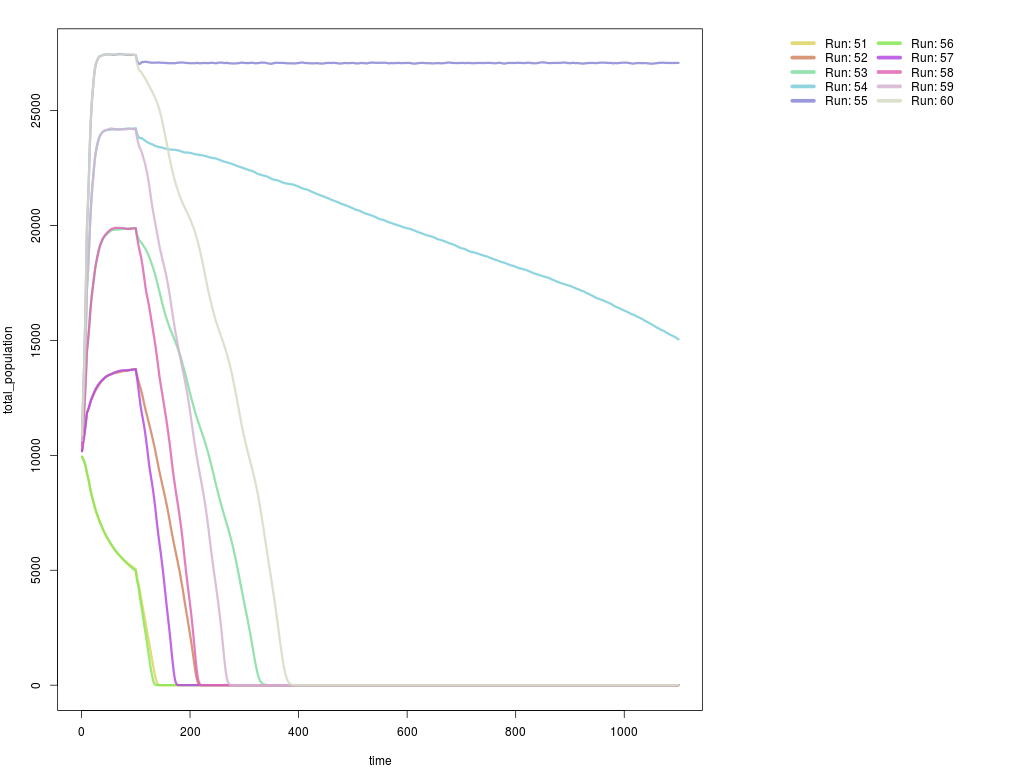 Run: 51
Run: 52
Run: 53
Run: 54
Run: 55
Run: 56
Run: 57
Run: 58
Run: 59
Run: 60
total_population
25000
20000
15000
10000
5000
0
0 200 400 600 800 1000
time